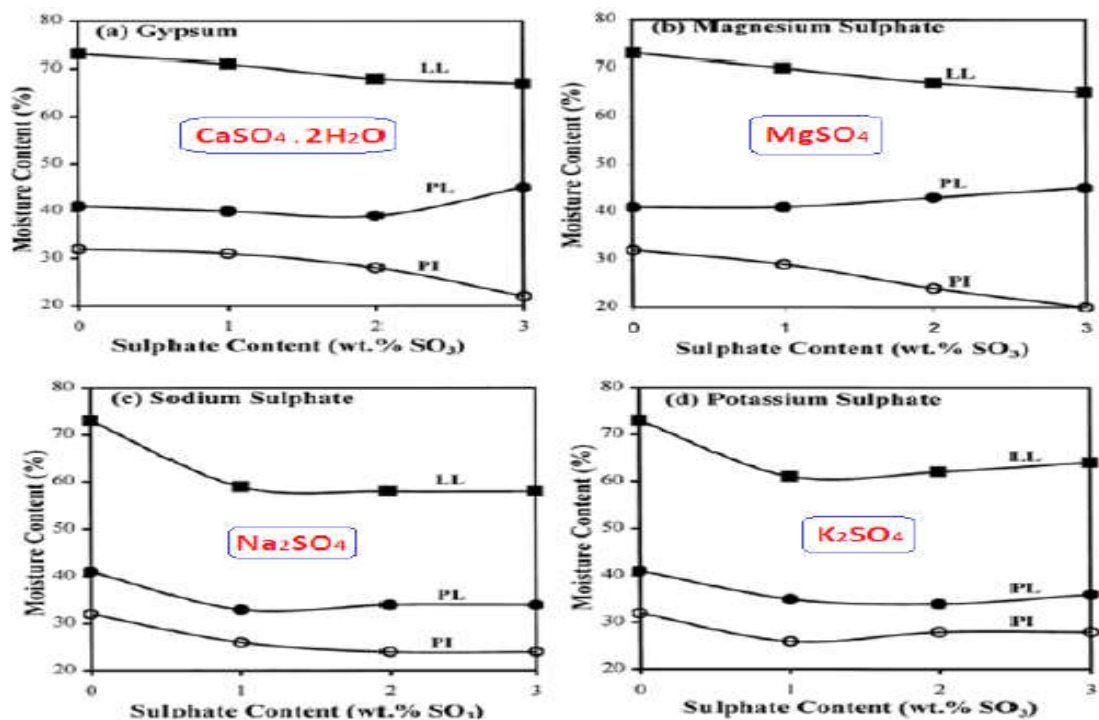 (a) Gypsum
80
70
60
50
40
30
20
Moisture Content (%)
LL
CaSO₄ . 2H₂O
PL
PI
0 1 2 3
Sulphate Content (wt.% SO₃)
(b) Magnesium Sulphate
80
70
60
50
40
30
20
Moisture Content (%)
LL
MgSO₄
PL
PI
0 1 2 3
Sulphate Content (wt.% SO₃)
(c) Sodium Sulphate
80
70
60
50
40
30
20
Moisture Content (%)
LL
Na₂SO₄
PL
PI
0 1 2 3
Sulphate Content (wt.% SO₃)
(d) Potassium Sulphate
80
70
60
50
40
30
20
Moisture Content (%)
LL
K₂SO₄
PL
PI
0 1 2 3
Sulphate Content (wt.% SO₃)